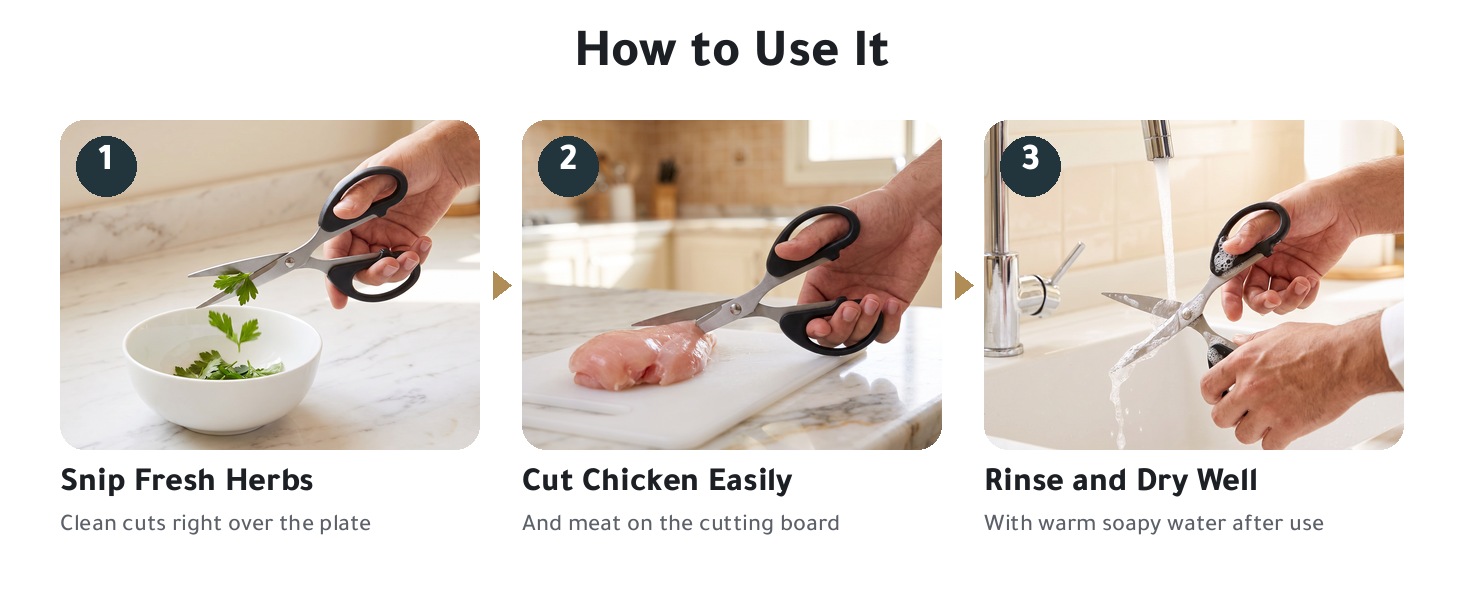 How to Use It
1
2
3
Snip Fresh Herbs
Clean cuts right over the plate
Cut Chicken Easily
And meat on the cutting board
Rinse and Dry Well
With warm soapy water after use